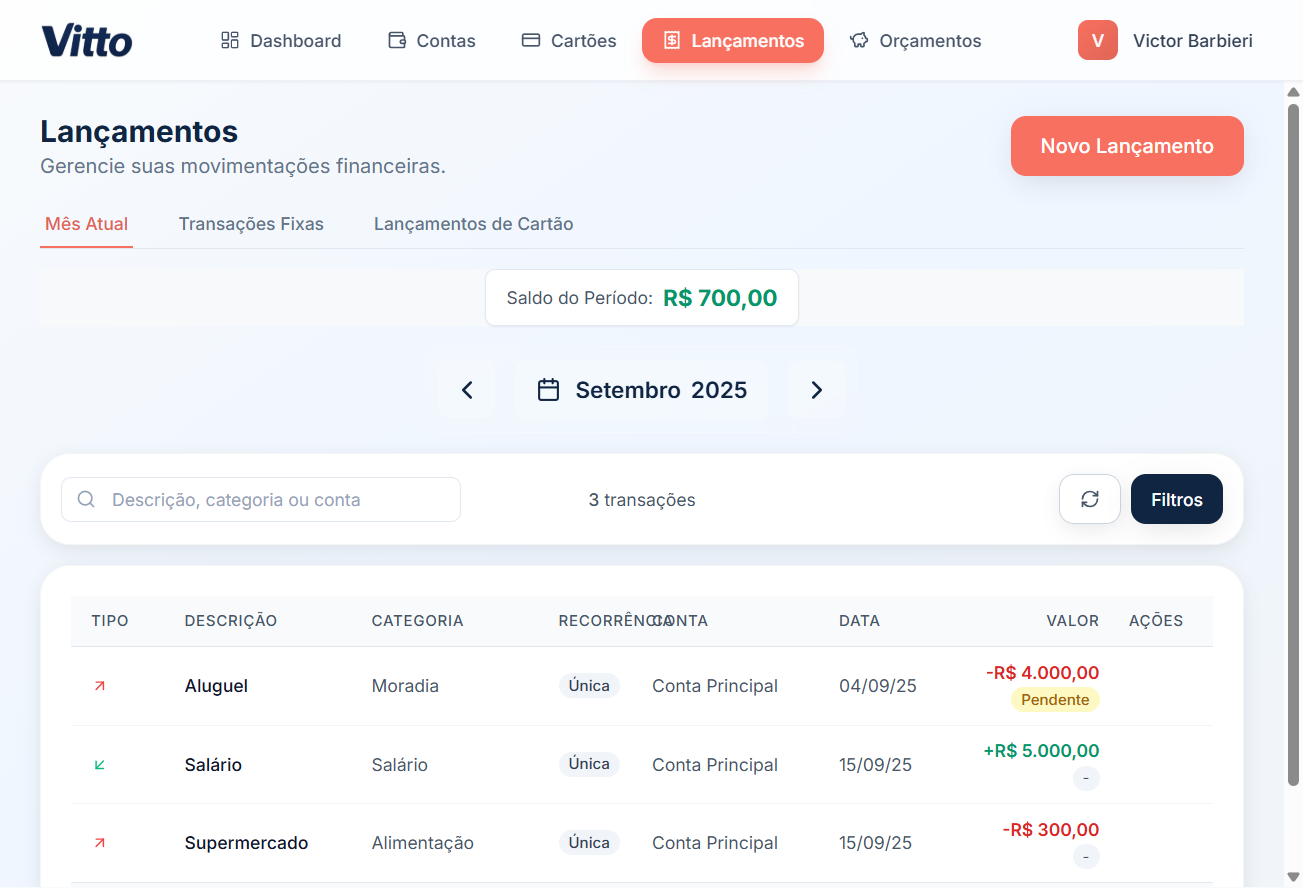 Vitto Dashboard Contas Cartões Lançamentos Orçamentos V Victor Barbieri
Lançamentos
Gerencie suas movimentações financeiras.
Novo Lançamento
Mês Atual Transações Fixas Lançamentos de Cartão
Saldo do Período: R$ 700,00
Setembro 2025
Descrição, categoria ou conta 3 transações Filtros
TIPO DESCRIÇÃO CATEGORIA RECORRÊNCIA CONTA DATA VALOR AÇÕES
Aluguel Moradia Única Conta Principal 04/09/25 -R$ 4.000,00
Pendente
Salário Salário Única Conta Principal 15/09/25 +R$ 5.000,00
-
Supermercado Alimentação Única Conta Principal 15/09/25 -R$ 300,00
-